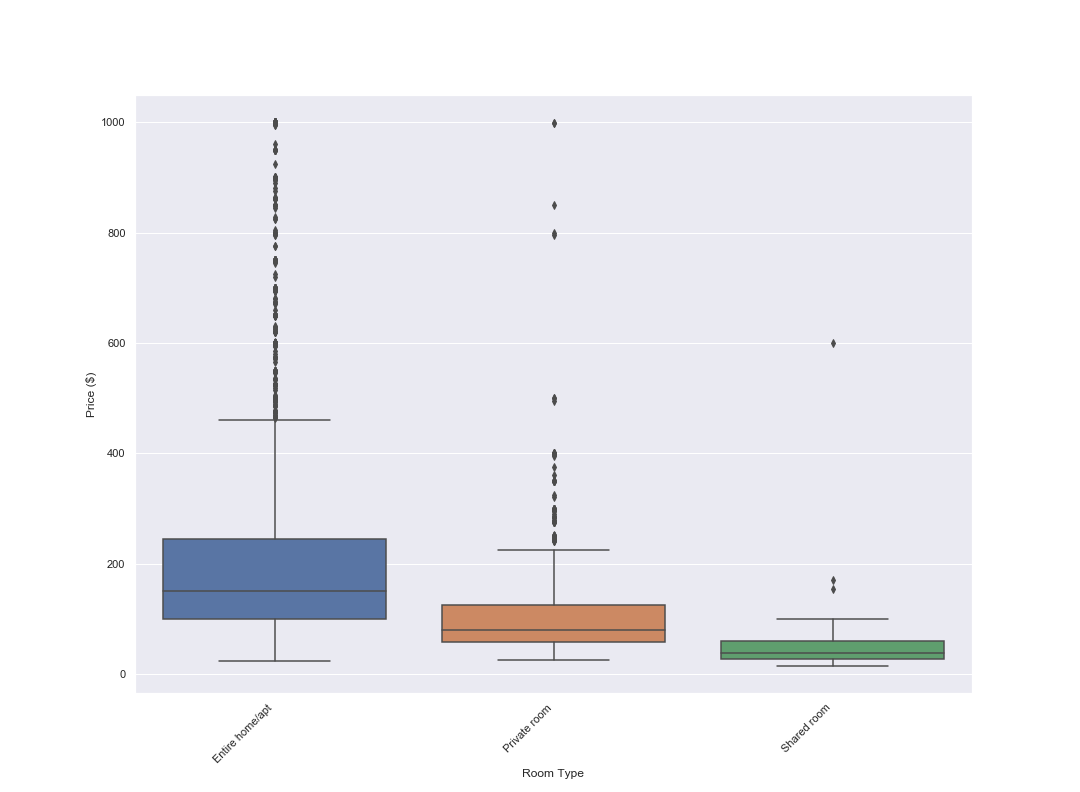 1000
800
600
400
200
0
Price ($)
Entire home/apt
Private room
Shared room
Room Type